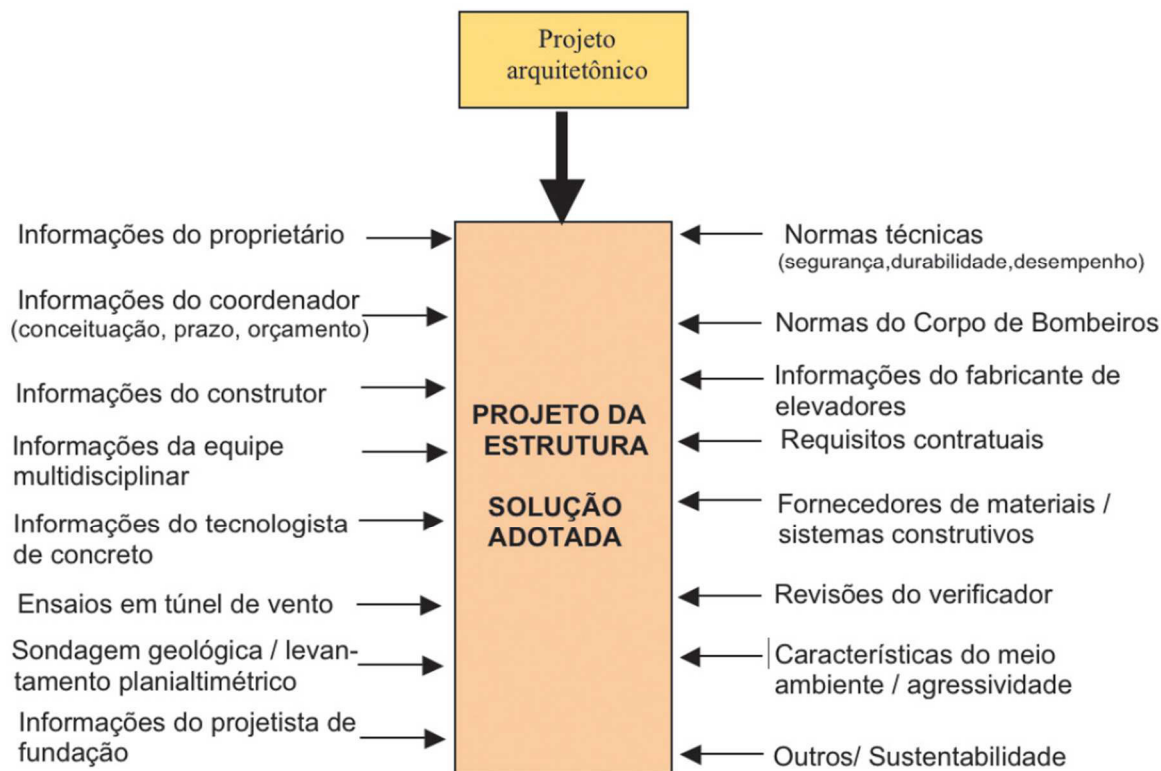 Projeto
arquitetônico
Informações do proprietário
Informações do coordenador
(conceituação, prazo, orçamento)
Informações do construtor
Informações da equipe
multidisciplinar
Informações do tecnologista
de concreto
Ensaios em túnel de vento
Sondagem geológica / levan-
tamento planialtimétrico
Informações do projetista de
fundação
PROJETO DA
ESTRUTURA
SOLUÇÃO
ADOTADA
Normas técnicas
(segurança,durabilidade,desempenho)
Normas do Corpo de Bombeiros
Informações do fabricante de
elevadores
Requisitos contratuais
Fornecedores de materiais /
sistemas construtivos
Revisões do verificador
Características do meio
ambiente / agressividade
Outros/ Sustentabilidade